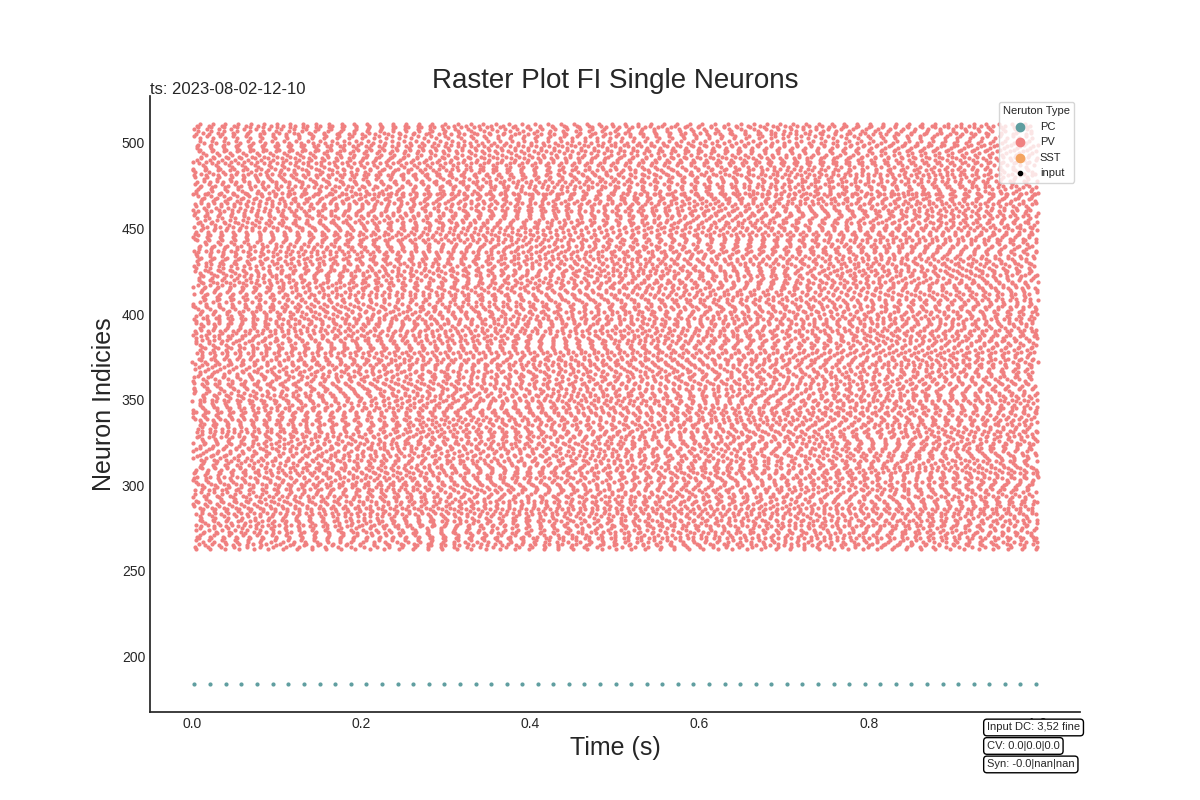 Raster Plot FI Single Neurons
ts: 2023-08-02-12-10
Neruton Type
PC
PV
SST
input
Neuron Indicies
500
450
400
350
300
250
200
0.0 0.2 0.4 0.6 0.8
Time (s)
Input DC: 3,52 fine
CV: 0.0|0.0|0.0
Syn: -0.0|nan|nan